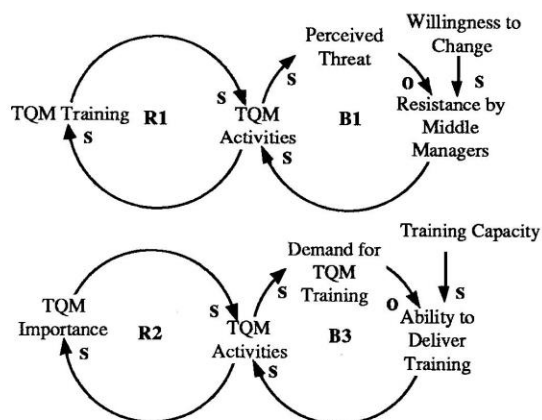 Willingness to
Change
Perceived
Threat
S
S
O
S
TQM Training
R1
TQM
Activities
B1
Resistance by
Middle
Managers
S
S
Training Capacity
Demand for
TQM
Training
S
S
O
S
TQM
Importance
R2
TQM
Activities
B3
Ability to
Deliver
Training
S
S